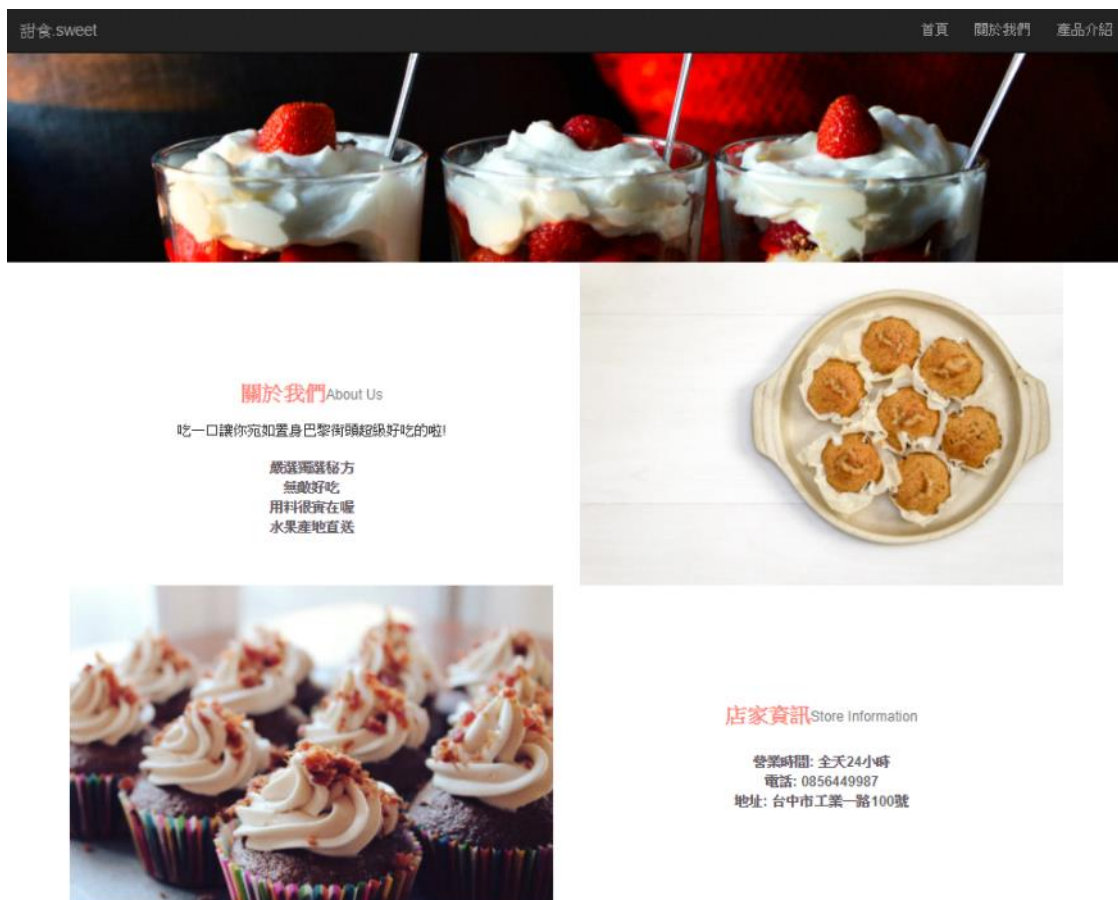 甜食.sweet
首頁 關於我們 產品介紹
關於我們About Us
吃一口讓你宛如置身巴黎街頭超級好吃的啦!
嚴選獨選秘方
無敵好吃
用料很實在喔
水果產地直送
店家資訊Store Information
營業時間: 全天24小時
電話: 0856449987
地址: 台中市工業一路100號